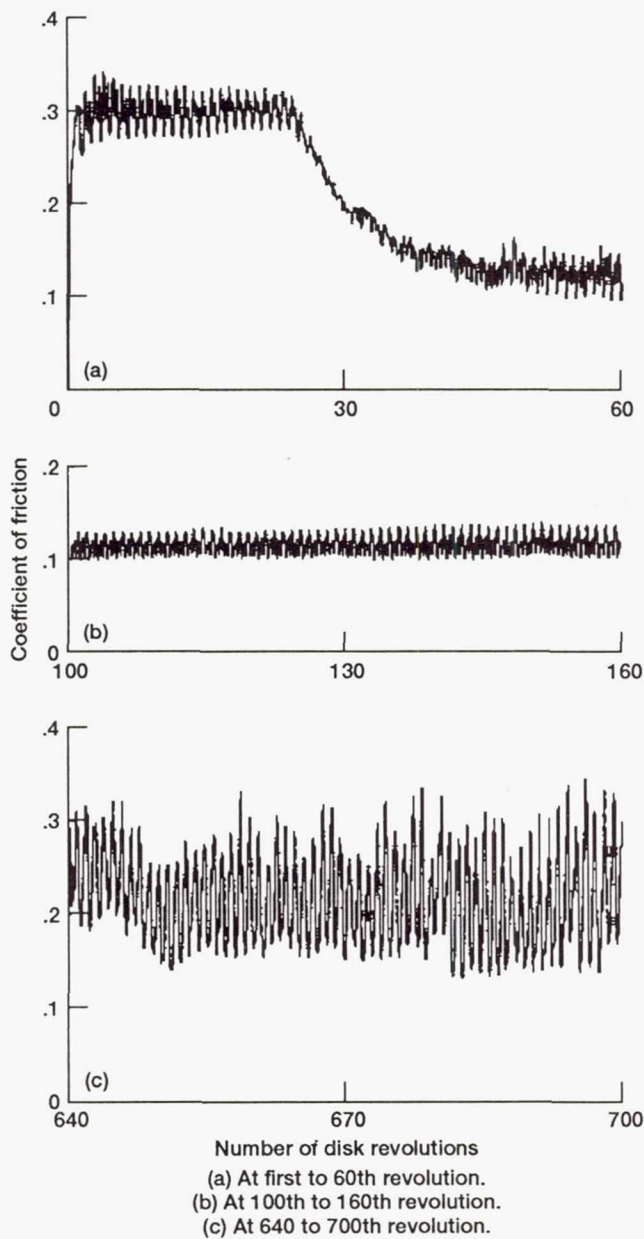 .4
.3
.2
.1
(a)
0 30 60
Coefficient of friction
.2
.1
(b)
0
100 130 160
.4
.3
.2
.1
(c)
0
640 670 700
Number of disk revolutions
(a) At first to 60th revolution.
(b) At 100th to 160th revolution.
(c) At 640 to 700th revolution.